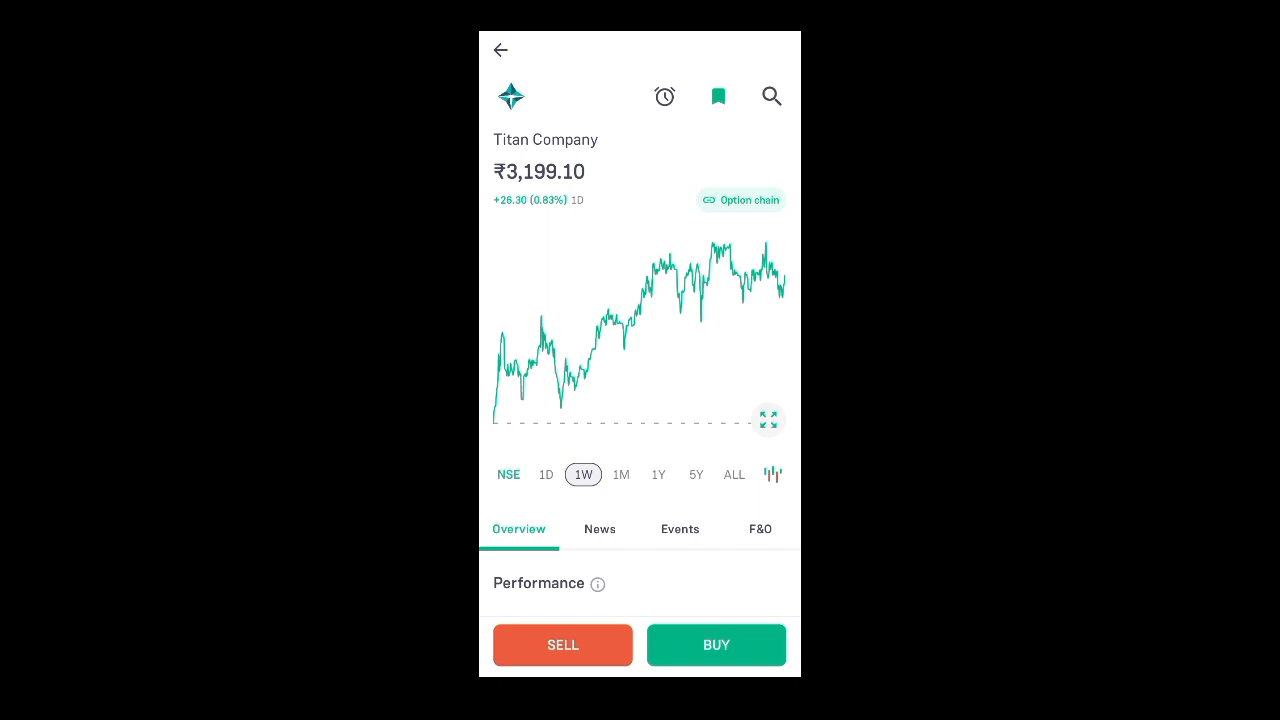 Titan Company
₹3,199.10
+26.30 (0.83%) 1D
Option chain
NSE 1D 1W 1M 1Y 5Y ALL
Overview News Events F&O
Performance
SELL BUY